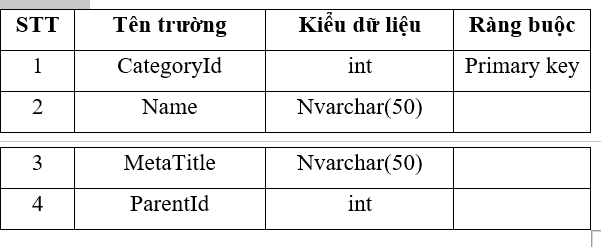 STT Tên trường Kiểu dữ liệu Ràng buộc
1 CategoryId int Primary key
2 Name Nvarchar(50)
3 MetaTitle Nvarchar(50)
4 ParentId int